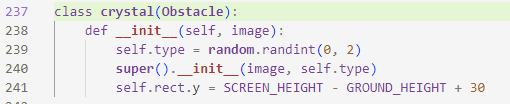 237 class crystal(Obstacle):
238     def __init__(self, image):
239         self.type = random.randint(0, 2)
240         super().__init__(image, self.type)
241         self.rect.y = SCREEN_HEIGHT - GROUND_HEIGHT + 30